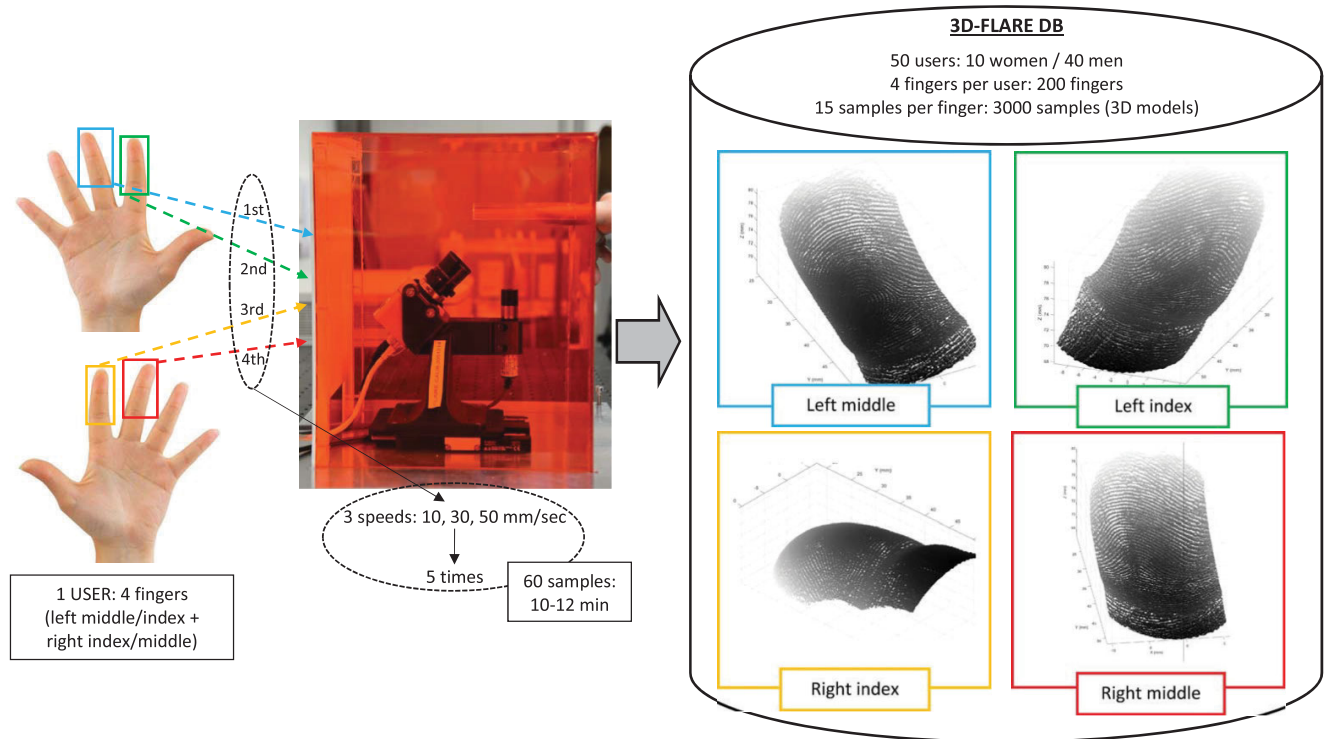 3D-FLARE DB
50 users: 10 women / 40 men
4 fingers per user: 200 fingers
15 samples per finger: 3000 samples (3D models)
1st
2nd
3rd
4th
3 speeds: 10, 30, 50 mm/sec
5 times
60 samples:
10-12 min
1 USER: 4 fingers
(left middle/index +
right index/middle)
Left middle
Left index
Right index
Right middle